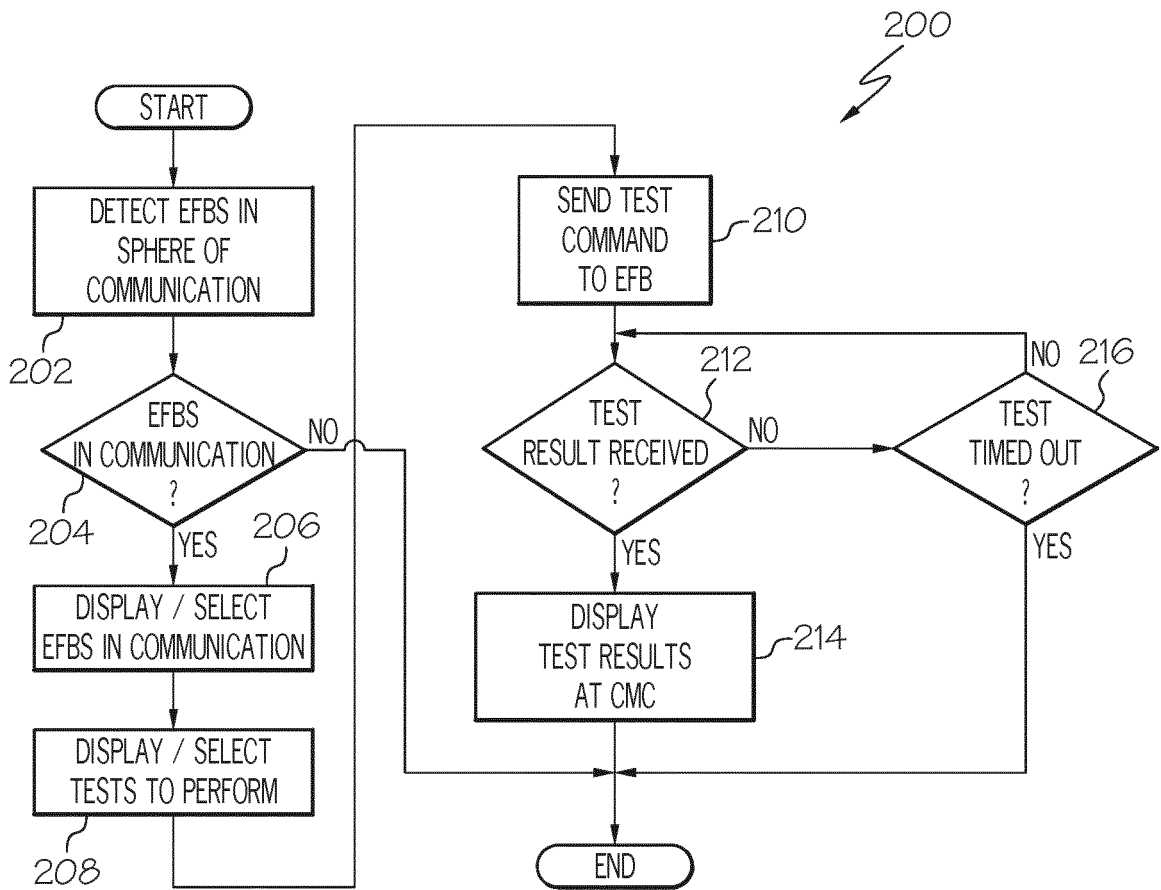 200
START
DETECT EFBS IN
SPHERE OF
COMMUNICATION
202
EFBS
IN COMMUNICATION
?
204
NO
YES
206
DISPLAY / SELECT
EFBS IN COMMUNICATION
DISPLAY / SELECT
TESTS TO PERFORM
208
SEND TEST
COMMAND
TO EFB
210
212
TEST
RESULT RECEIVED
?
NO
YES
216
NO
TEST
TIMED OUT
?
YES
DISPLAY
TEST RESULTS
AT CMC
214
END